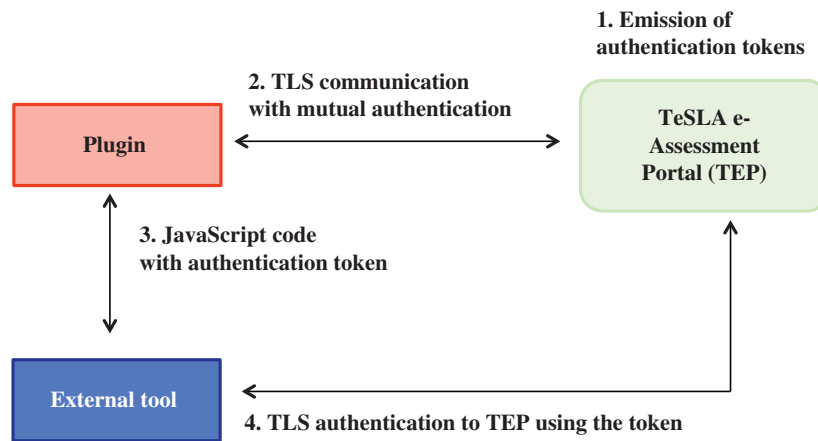 1. Emission of
authentication tokens
2. TLS communication
with mutual authentication
Plugin
TeSLA e-
Assessment
Portal (TEP)
3. JavaScript code
with authentication token
External tool
4. TLS authentication to TEP using the token